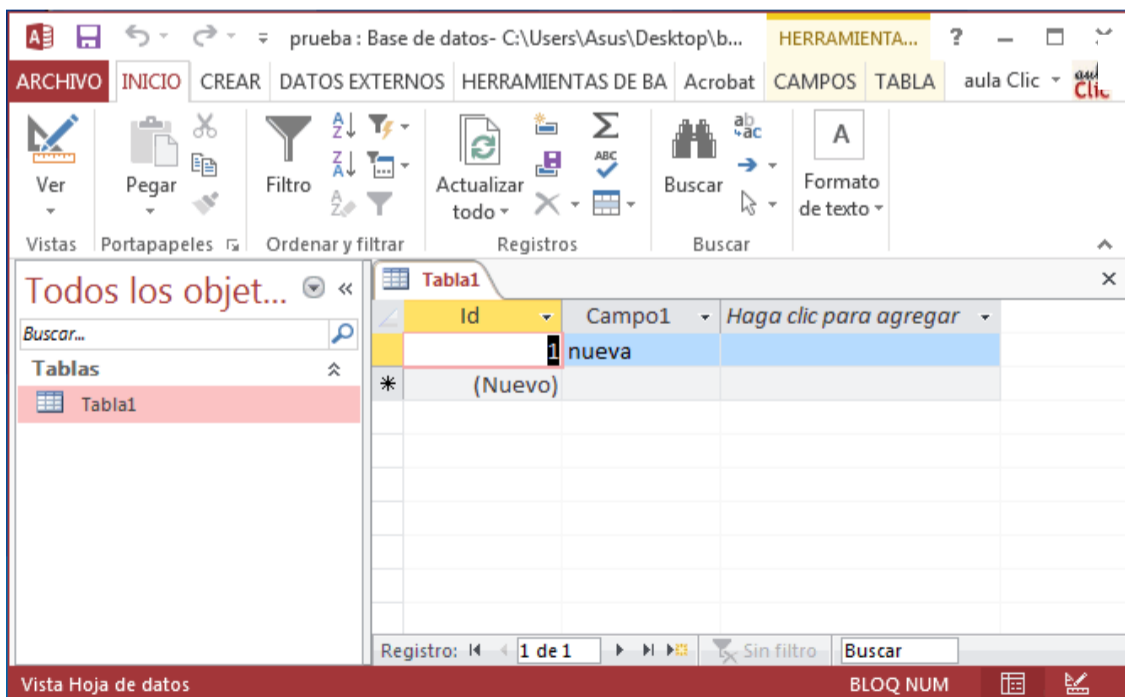 prueba : Base de datos- C:\Users\Asus\Desktop\b... HERRAMIENTA... ?
ARCHIVO INICIO CREAR DATOS EXTERNOS HERRAMIENTAS DE BA Acrobat CAMPOS TABLA aula Clic
Ver Pegar Filtro Actualizar todo Buscar Formato de texto
Vistas Portapapeles Ordenar y filtrar Registros Buscar
Todos los objet... «
Buscar...
Tablas
Tabla1
Tabla1
Id Campo1 Haga clic para agregar
1 nueva
(Nuevo)
Registro: 1 de 1 Sin filtro Buscar
Vista Hoja de datos BLOQ NUM